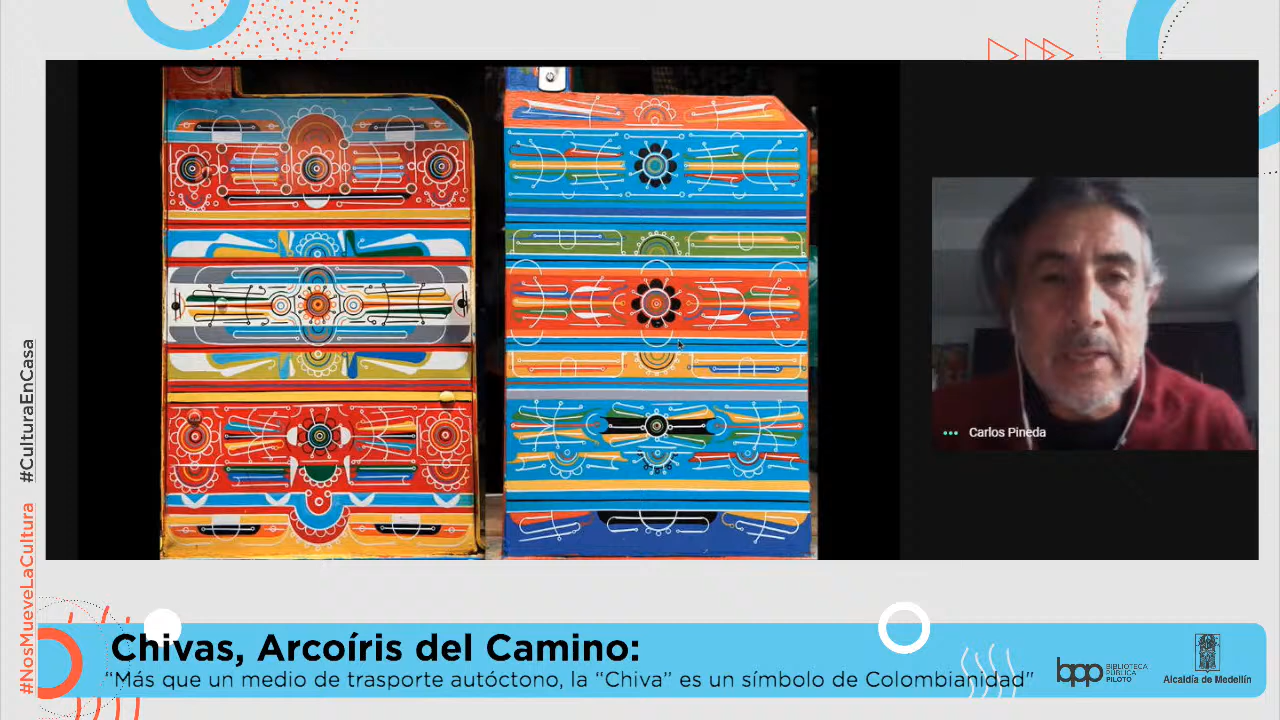 #CulturaEnCasa
#NosMueveLaCultura
Carlos Pineda
Chivas, Arcoíris del Camino:
“Más que un medio de trasporte autóctono, la “Chiva” es un símbolo de Colombianidad"
bpp BIBLIOTECA
PÚBLICA
PILOTO
Alcaldía de Medellín